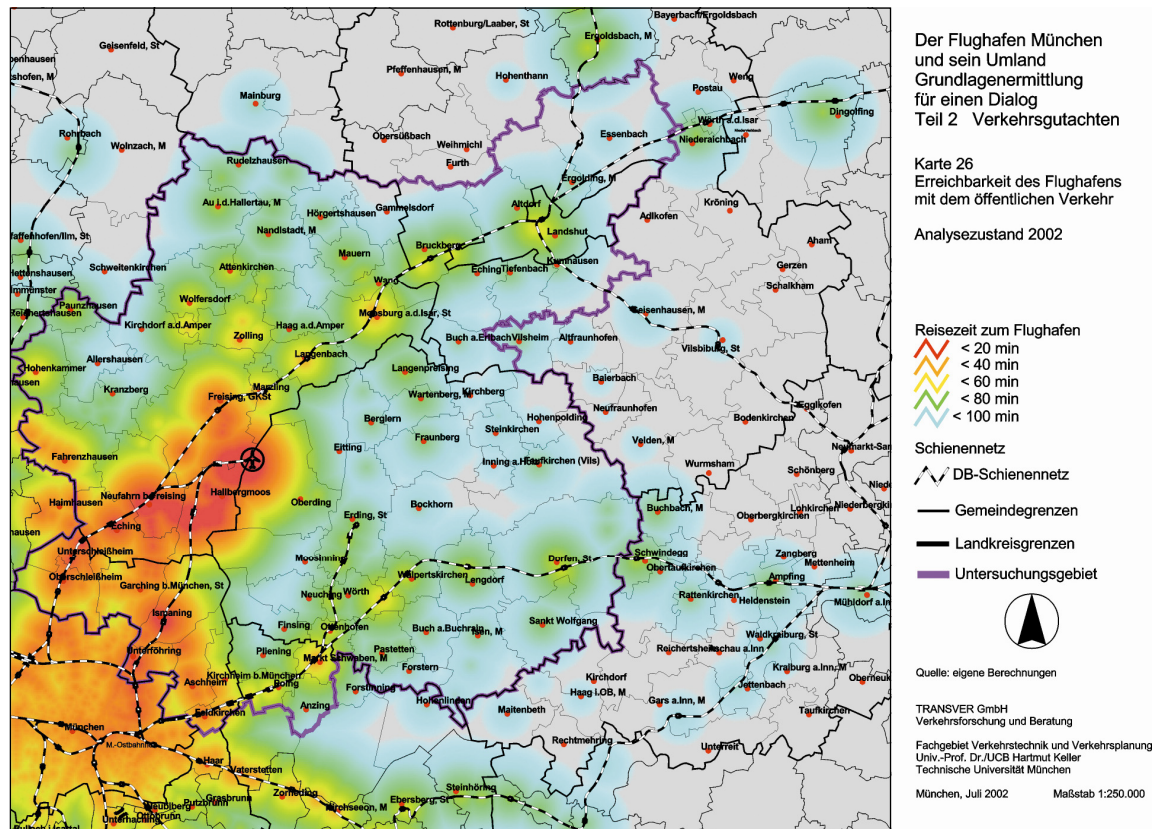 Der Flughafen München
und sein Umland
Grundlagenermittlung
für einen Dialog
Teil 2 Verkehrsgutachten
Karte 26
Erreichbarkeit des Flughafens
mit dem öffentlichen Verkehr
Analysezustand 2002
Reisezeit zum Flughafen
< 20 min
< 40 min
< 60 min
< 80 min
< 100 min
Schienennetz
DB-Schienennetz
Gemeindegrenzen
Landkreisgrenzen
Untersuchungsgebiet
Quelle: eigene Berechnungen
TRANSVER GmbH
Verkehrsforschung und Beratung
Fachgebiet Verkehrstechnik und Verkehrsplanung
Univ.-Prof. Dr./UCB Hartmut Keller
Technische Universität München
München, Juli 2002 Maßstab 1:250.000
Rottenburg/Laaber, St
Bayerbach/Ergoldsbach
Geisenfeld, St
Ergoldsbach, M
Pfeffenhausen, M
Hohenthann
Weng
Postau
Mainburg
Dingolfing
Wörth a.d.Isar
Rohrbach
Wolnzach, M
Obersüßbach
Weihmichl
Furth
Essenbach
Niederaichbach
Rudelzhausen
Ergolding, M
Au i.d.Hallertau, M
Hörgertshausen
Gammelsdorf
Altdorf
Adlkofen
Kröning
Nandlstadt, M
Landshut
Bruckberg
Aham
Mauern
Kumhausen
Schweitenkirchen
Attenkirchen
Eching
Tiefenbach
Gerzen
Schalkham
Wang
Paunzhausen
Wolfersdorf
Moosburg a.d.Isar, St
Geisenhausen, M
Kirchdorf a.d.Amper
Zolling
Haag a.d.Amper
Buch a.Erlbach
Vilsheim
Altfraunhofen
Vilsbiburg, St
Allershausen
Langenbach
Hohenkammer
Langenpreising
Baierbach
Kranzberg
Marzling
Freising, GKSt
Wartenberg, M
Kirchberg
Neufraunhofen
Egglkofen
Bodenkirchen
Berglern
Hohenpolding
Steinkirchen
Fraunberg
Velden, M
Eitting
Fahrenzhausen
Inning a.Holz
Taufkirchen (Vils)
Wurmsham
Schönberg
Hallbergmoos
Neufahrn b.Freising
Oberding
Bockhorn
Haimhausen
Buchbach, M
Lohkirchen
Oberbergkirchen
Erding, St
Eching
Unterschleißheim
Moosinning
Dorfen, St
Schwindegg
Obertaufkirchen
Zangberg
Mettenheim
Oberschleißheim
Garching b.München, St
Walpertskirchen
Lengdorf
Ampfing
Neuching
Wörth
Rattenkirchen
Heldenstein
Ismaning
Finsing
Ottenhofen
Buch a.Buchrain
Isen, M
Sankt Wolfgang
Waldkraiburg, St
Unterföhring
Pliening
Pastetten
Reichertsheim
Aschau a.Inn
Markt Schwaben, M
Forstern
Kraiburg a.Inn, M
Kirchheim b.München
Aschheim
Poing
Forstinning
Kirchdorf
Jettenbach
Haag i.OB, M
Anzing
Hohenlinden
Maitenbeth
Gars a.Inn, M
Taufkirchen
Feldkirchen
München
M.-Ostbahnhof
Rechtmehring
Unterreit
Haar
Vaterstetten
Grasbrunn
Putzbrunn
Zorneding
Steinhöring
Kirchseeon, M
Ebersberg, St
Ottobrunn
Unterhaching